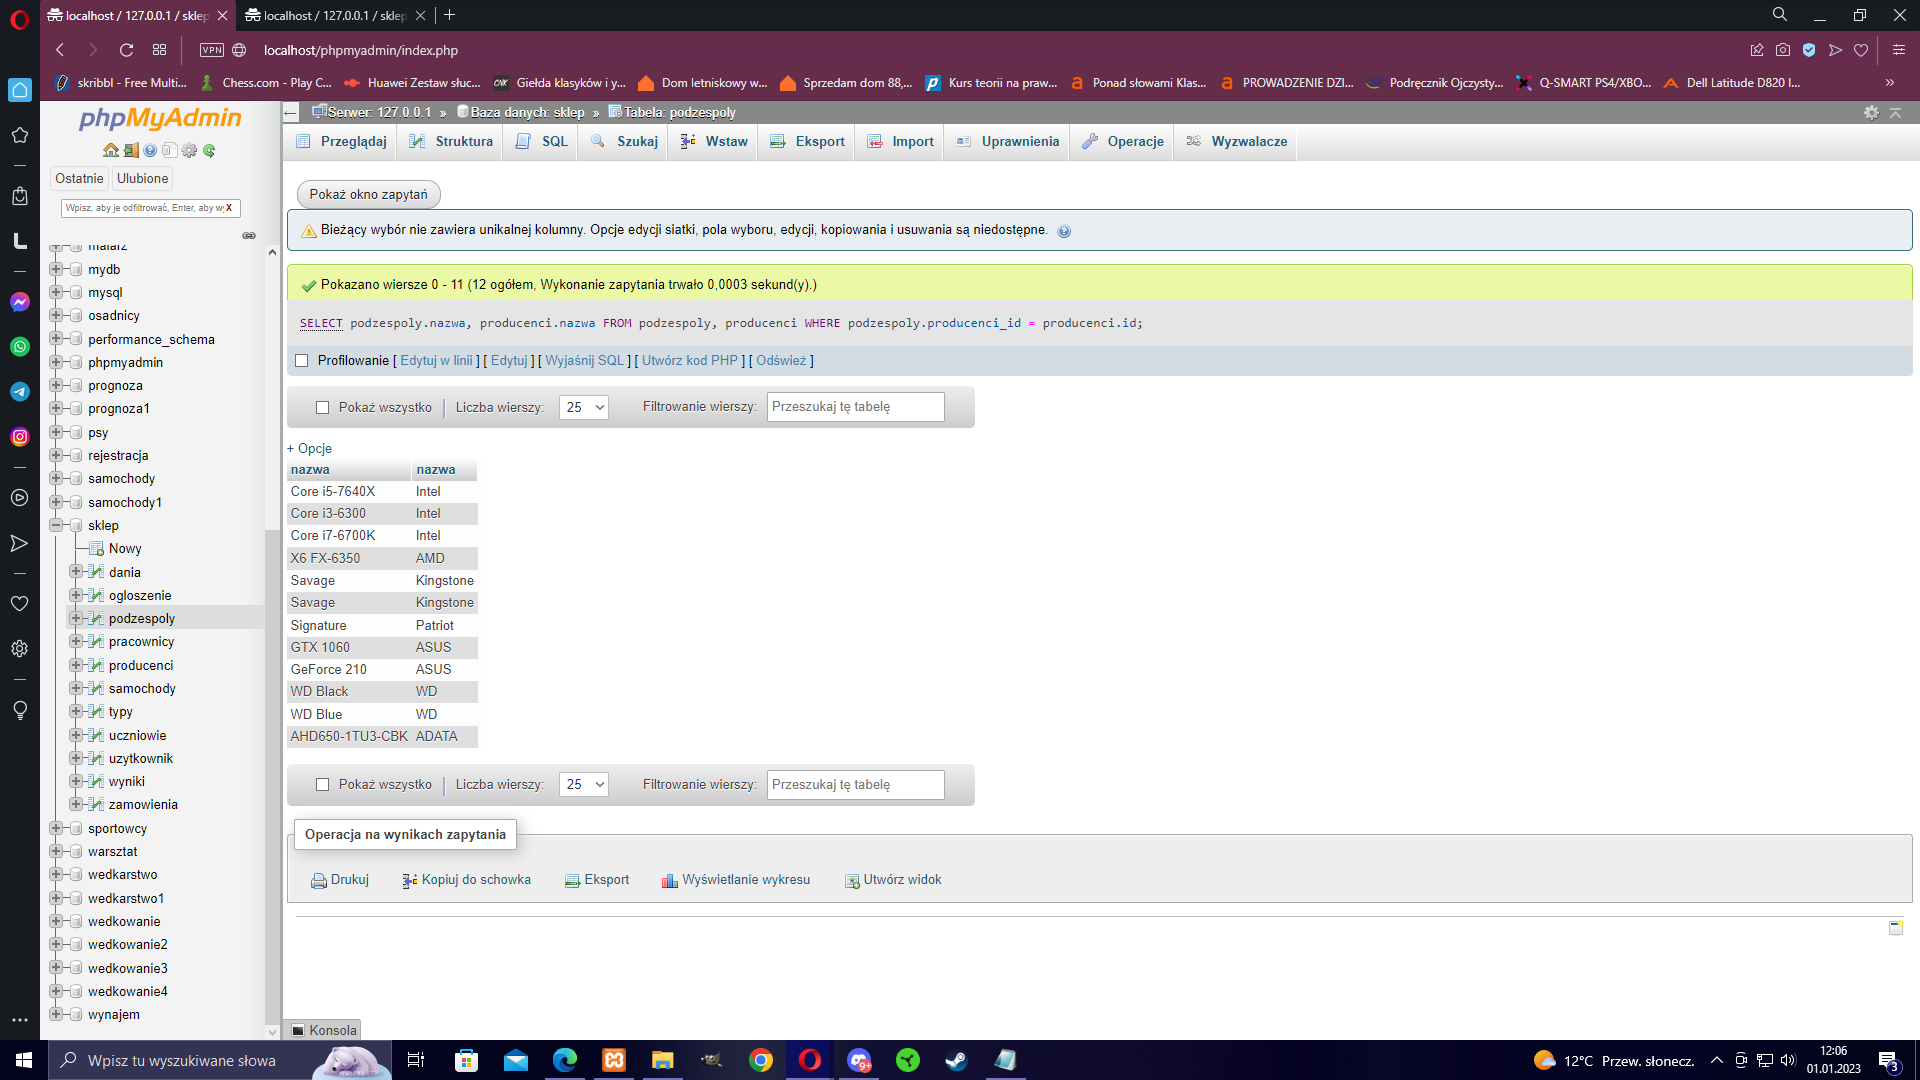 localhost / 127.0.0.1 / sklep
localhost / 127.0.0.1 / sklep
VPN
localhost/phpmyadmin/index.php
skribbl - Free Multi...
Chess.com - Play C...
Huawei Zestaw słuc...
Giełda klasyków i y...
Dom letniskowy w...
Sprzedam dom 88,...
Kurs teorii na praw...
Ponad słowami Klas...
PROWADZENIE DZI...
Podręcznik Ojczysty...
Q-SMART PS4/XBO...
Dell Latitude D820 I...
phpMyAdmin
Ostatnie
Ulubione
Wpisz, aby je odfiltrować, Enter, aby wy
X
malarz
mydb
mysql
osadnicy
performance_schema
phpmyadmin
prognoza
prognoza1
psy
rejestracja
samochody
samochody1
sklep
Nowy
dania
ogloszenie
podzespoly
pracownicy
producenci
samochody
typy
uczniowie
uzytkownik
wyniki
zamowienia
sportowcy
warsztat
wedkarstwo
wedkarstwo1
wedkowanie
wedkowanie2
wedkowanie3
wedkowanie4
wynajem
Serwer: 127.0.0.1 » Baza danych: sklep » Tabela: podzespoly
Przeglądaj
Struktura
SQL
Szukaj
Wstaw
Eksport
Import
Uprawnienia
Operacje
Wyzwalacze
Pokaż okno zapytań
Bieżący wybór nie zawiera unikalnej kolumny. Opcje edycji siatki, pola wyboru, edycji, kopiowania i usuwania są niedostępne.
Pokazano wiersze 0 - 11 (12 ogółem, Wykonanie zapytania trwało 0,0003 sekund(y).)
SELECT podzespoly.nazwa, producenci.nazwa FROM podzespoly, producenci WHERE podzespoly.producenci_id = producenci.id;
Profilowanie [ Edytuj w linii ] [ Edytuj ] [ Wyjaśnij SQL ] [ Utwórz kod PHP ] [ Odśwież ]
Pokaż wszystko
Liczba wierszy:
25
Filtrowanie wierszy:
Przeszukaj tę tabelę
+ Opcje
nazwa nazwa
Core i5-7640X Intel
Core i3-6300 Intel
Core i7-6700K Intel
X6 FX-6350 AMD
Savage Kingstone
Savage Kingstone
Signature Patriot
GTX 1060 ASUS
GeForce 210 ASUS
WD Black WD
WD Blue WD
AHD650-1TU3-CBK ADATA
Pokaż wszystko
Liczba wierszy:
25
Filtrowanie wierszy:
Przeszukaj tę tabelę
Operacja na wynikach zapytania
Drukuj
Kopiuj do schowka
Eksport
Wyświetlanie wykresu
Utwórz widok
Konsola
Wpisz tu wyszukiwane słowa
9+
12°C Przew. słonecz.
12:06
01.01.2023
3